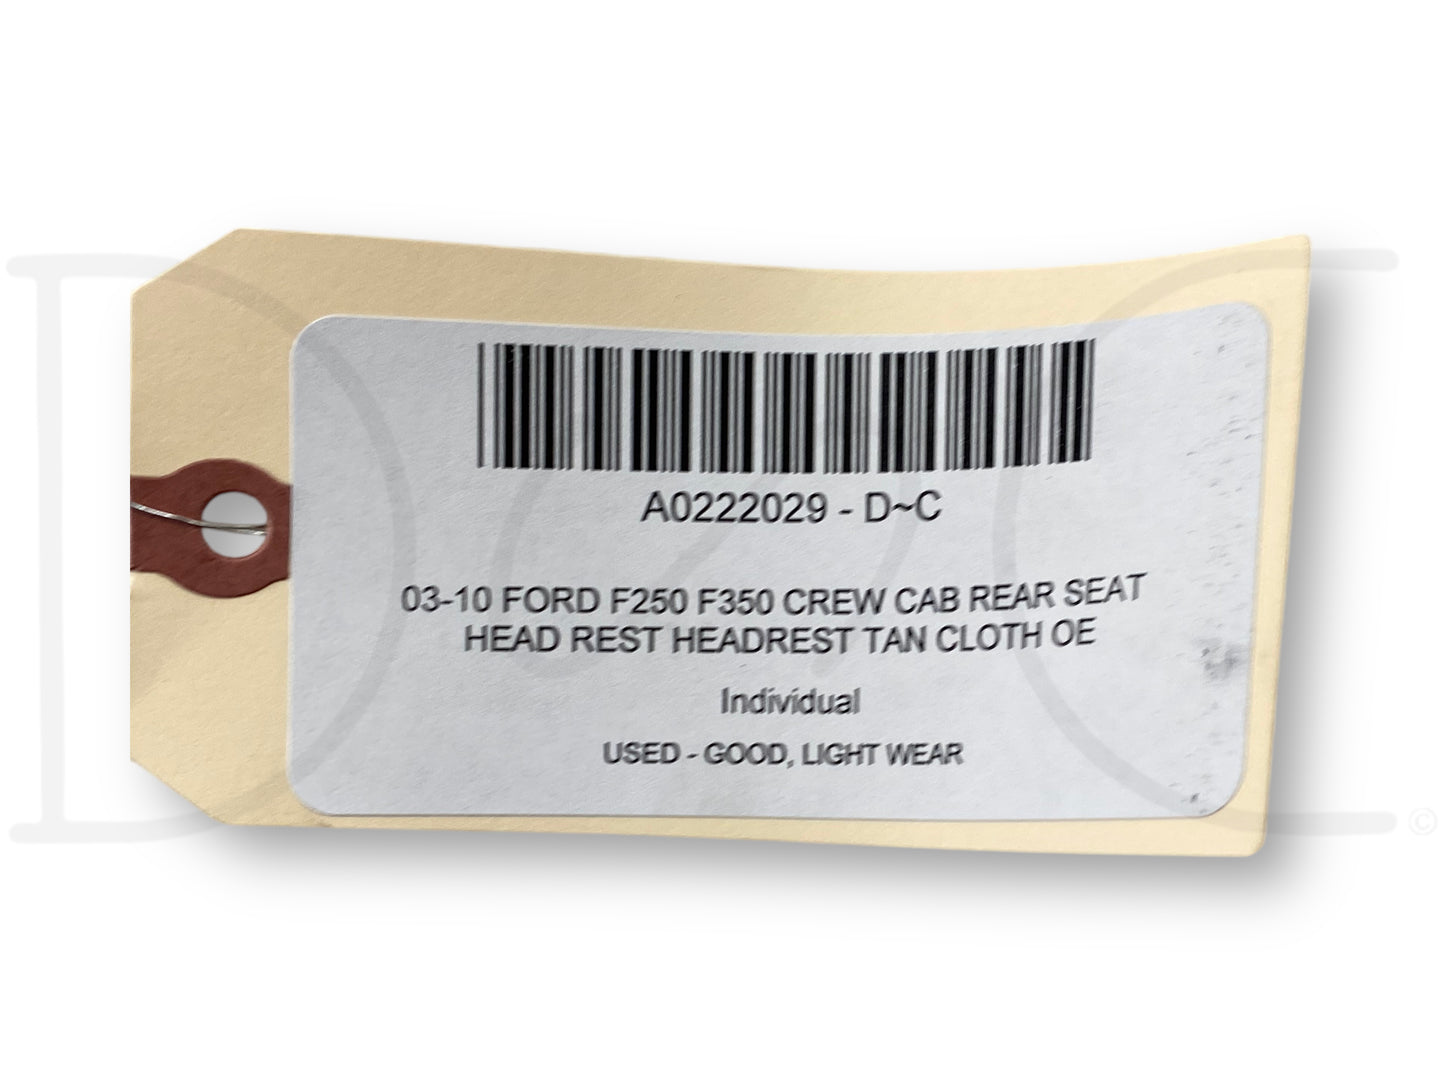 A0222029 - D~C
03-10 FORD F250 F350 CREW CAB REAR SEAT
HEAD REST HEADREST TAN CLOTH OE
Individual
USED - GOOD, LIGHT WEAR
D~C ©